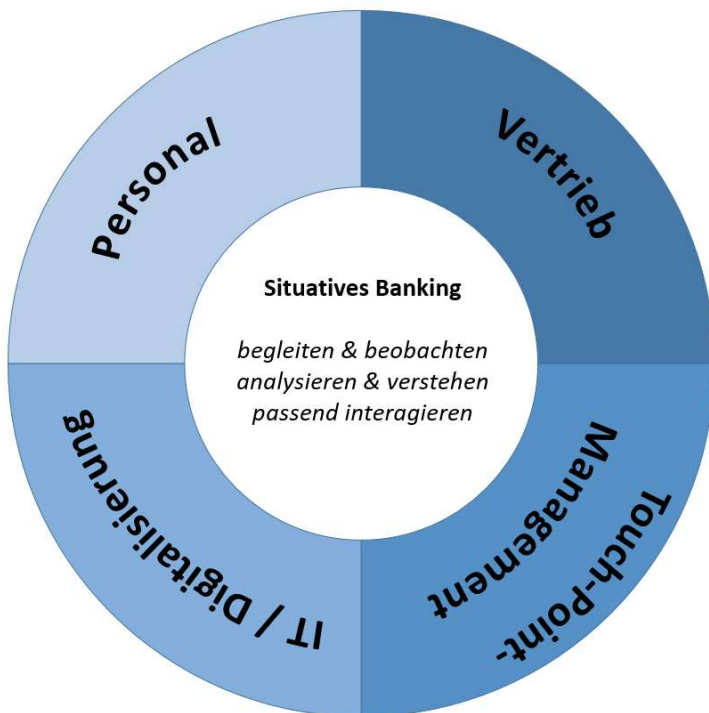 Personal
Vertrieb
Situatives Banking
begleiten & beobachten
analysieren & verstehen
passend interagieren
IT / Digitalisierung
Touch-Point-
Management